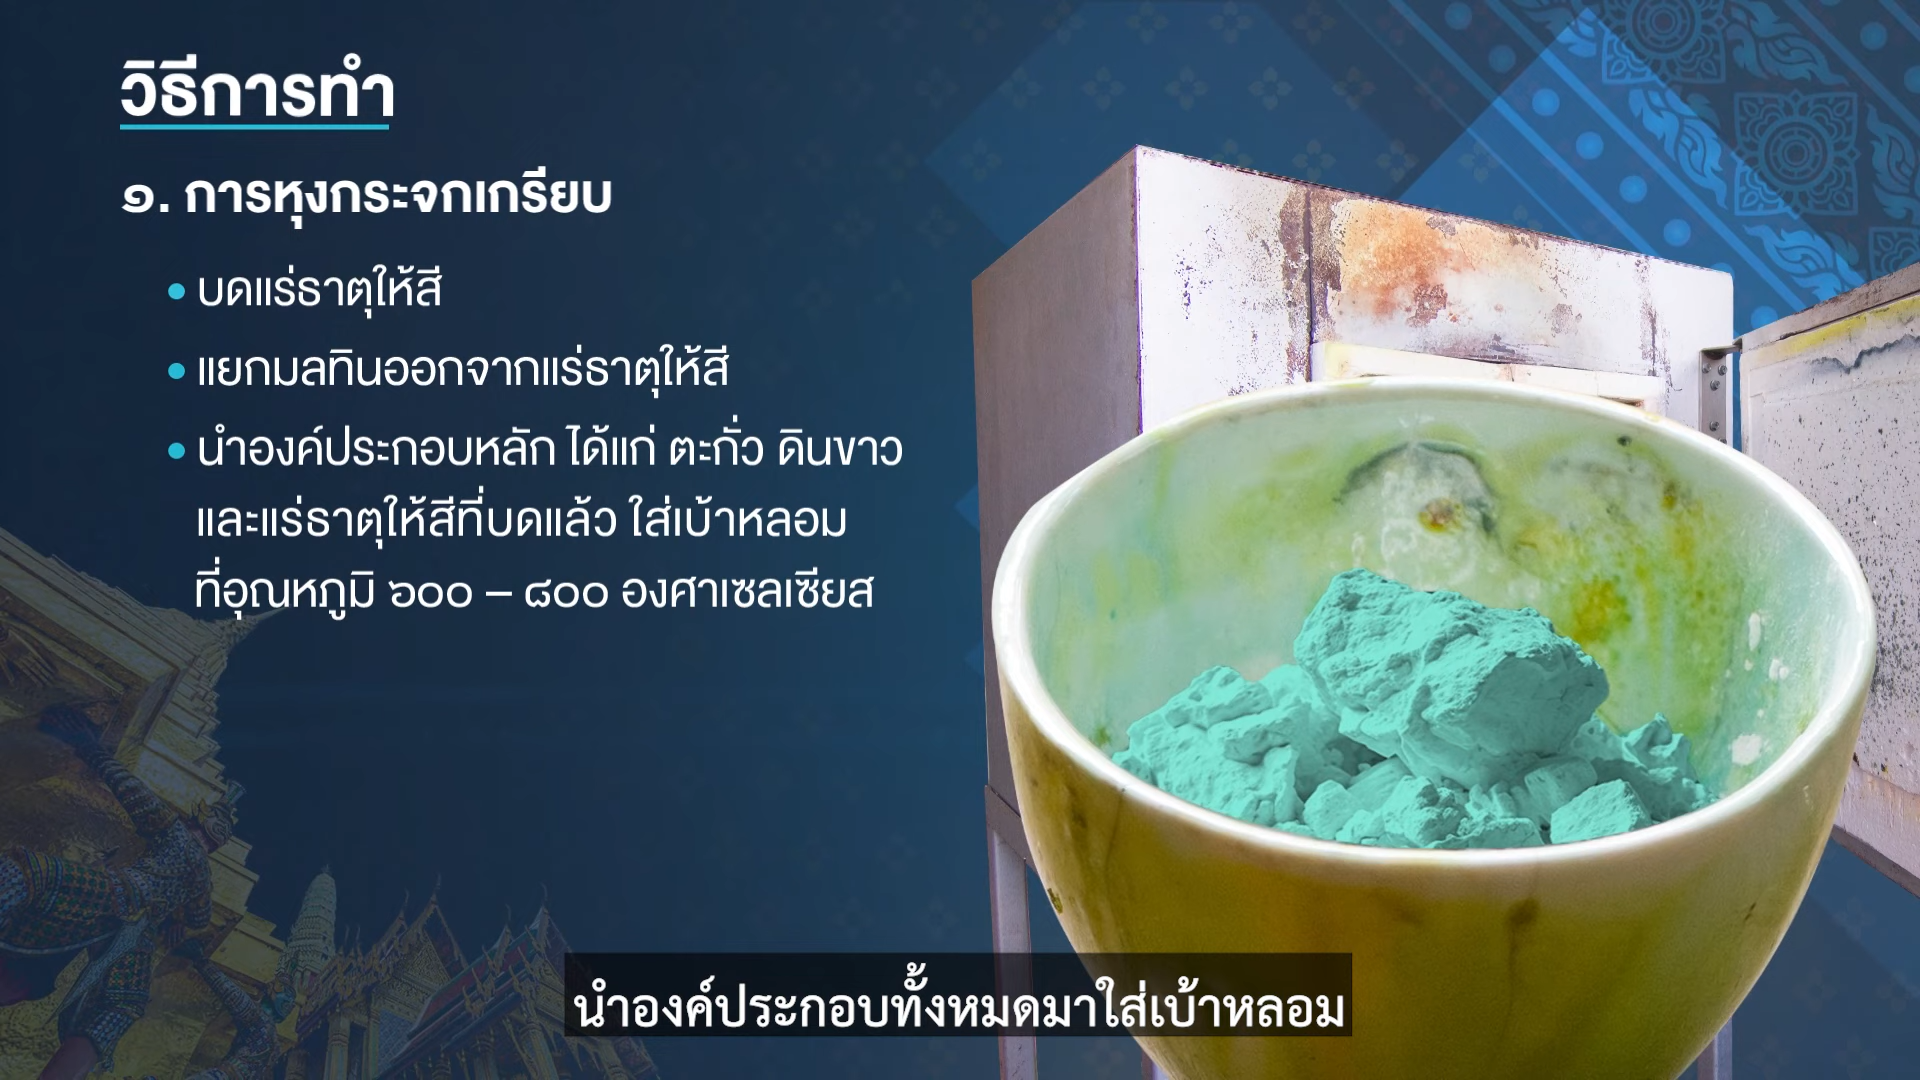 วิธีการทำ
๑. การหุงกระจกเกรียบ
• บดแร่ธาตุให้สี
• แยกมลทินออกจากแร่ธาตุให้สี
• นำองค์ประกอบหลัก ได้แก่ ตะกั่ว ดินขาว
และแร่ธาตุให้สีที่บดแล้ว ใส่เบ้าหลอม
ที่อุณหภูมิ ๖๐๐ – ๘๐๐ องศาเซลเซียส
นำองค์ประกอบทั้งหมดมาใส่เบ้าหลอม